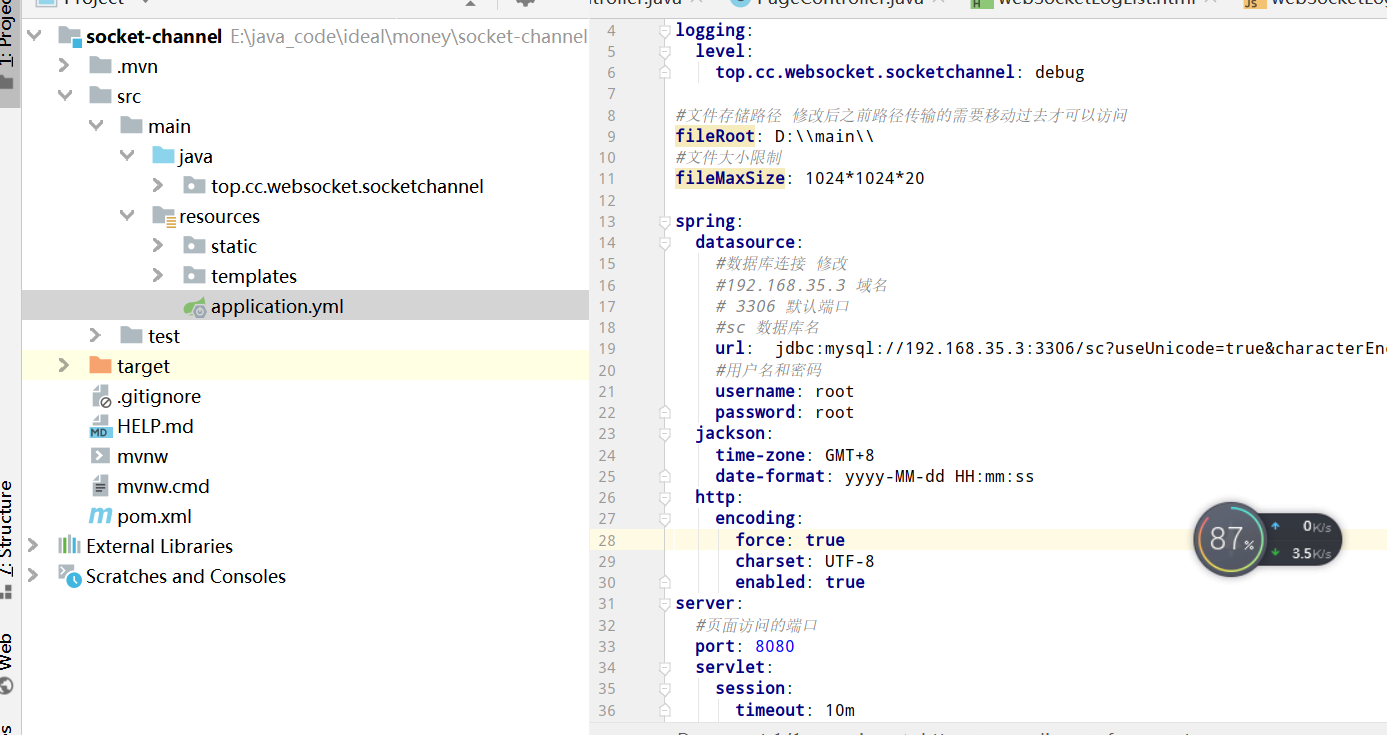 1: Project
Project
ntroller.java
PageController.java
webSocketLogList.html
JS
socket-channel E:\java_code\ideal\money\socket-channel
.mvn
src
main
java
top.cc.websocket.socketchannel
resources
static
templates
application.yml
test
target
.gitignore
HELP.md
mvnw
mvnw.cmd
pom.xml
External Libraries
Scratches and Consoles
7: Structure
Web
4 logging:
5 level:
6 top.cc.websocket.socketchannel: debug
7
8 #文件存储路径 修改后之前路径传输的需要移动过去才可以访问
9 fileRoot: D:\\main\\
10 #文件大小限制
11 fileMaxSize: 1024*1024*20
12
13 spring:
14 datasource:
15 #数据库连接 修改
16 #192.168.35.3 域名
17 # 3306 默认端口
18 #sc 数据库名
19 url: jdbc:mysql://192.168.35.3:3306/sc?useUnicode=true&characterEnc
20 #用户名和密码
21 username: root
22 password: root
23 jackson:
24 time-zone: GMT+8
25 date-format: yyyy-MM-dd HH:mm:ss
26 http:
27 encoding:
28 force: true
29 charset: UTF-8
30 enabled: true
31 server:
32 #页面访问的端口
33 port: 8080
34 servlet:
35 session:
36 timeout: 10m
87%
0K/s
3.5K/s